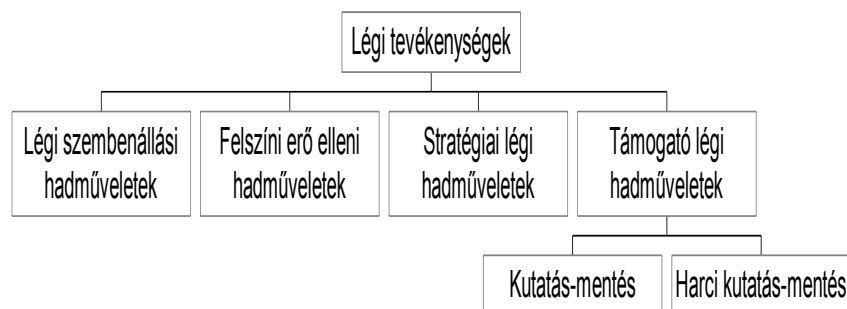 Légi tevékenységek
Légi szembenállási
hadműveletek
Felszíni erő elleni
hadműveletek
Stratégiai légi
hadműveletek
Támogató légi
hadműveletek
Kutatás-mentés
Harci kutatás-mentés